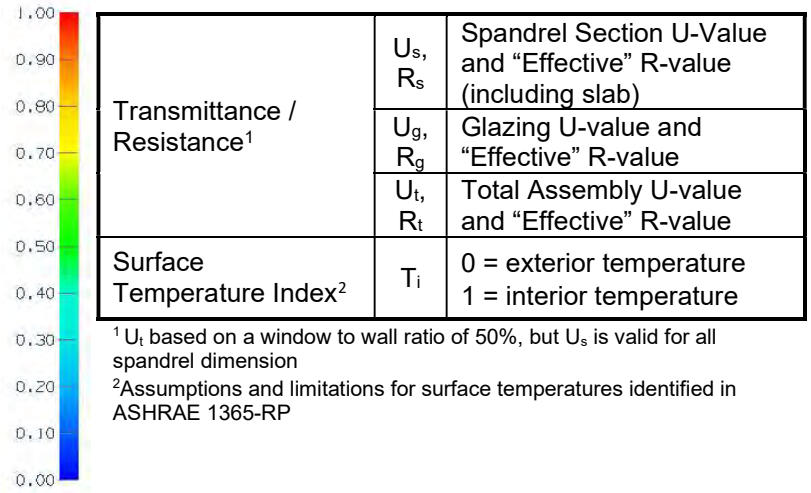 1.00
0.90
0.80
0.70
0.60
0.50
0.40
0.30
0.20
0.10
0.00
Transmittance /
Resistance¹
Us,
Rs
Spandrel Section U-Value
and “Effective” R-value
(including slab)
Ug,
Rg
Glazing U-value and
“Effective” R-value
Ut,
Rt
Total Assembly U-value
and “Effective” R-value
Surface
Temperature Index²
Ti
0 = exterior temperature
1 = interior temperature
¹ Ut based on a window to wall ratio of 50%, but Us is valid for all
spandrel dimension
²Assumptions and limitations for surface temperatures identified in
ASHRAE 1365-RP